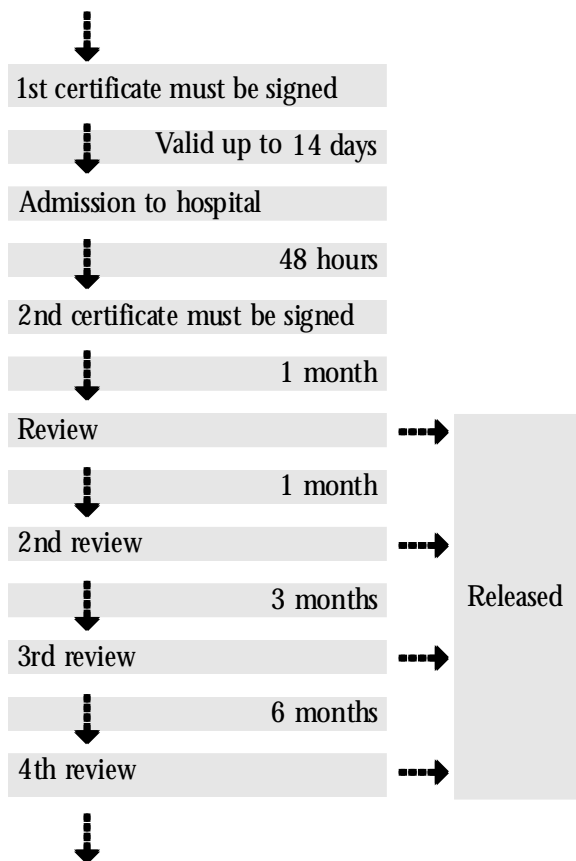 1st certificate must be signed
Valid up to 14 days
Admission to hospital
48 hours
2nd certificate must be signed
1 month
Review
1 month
2nd review
3 months
Released
3rd review
6 months
4th review